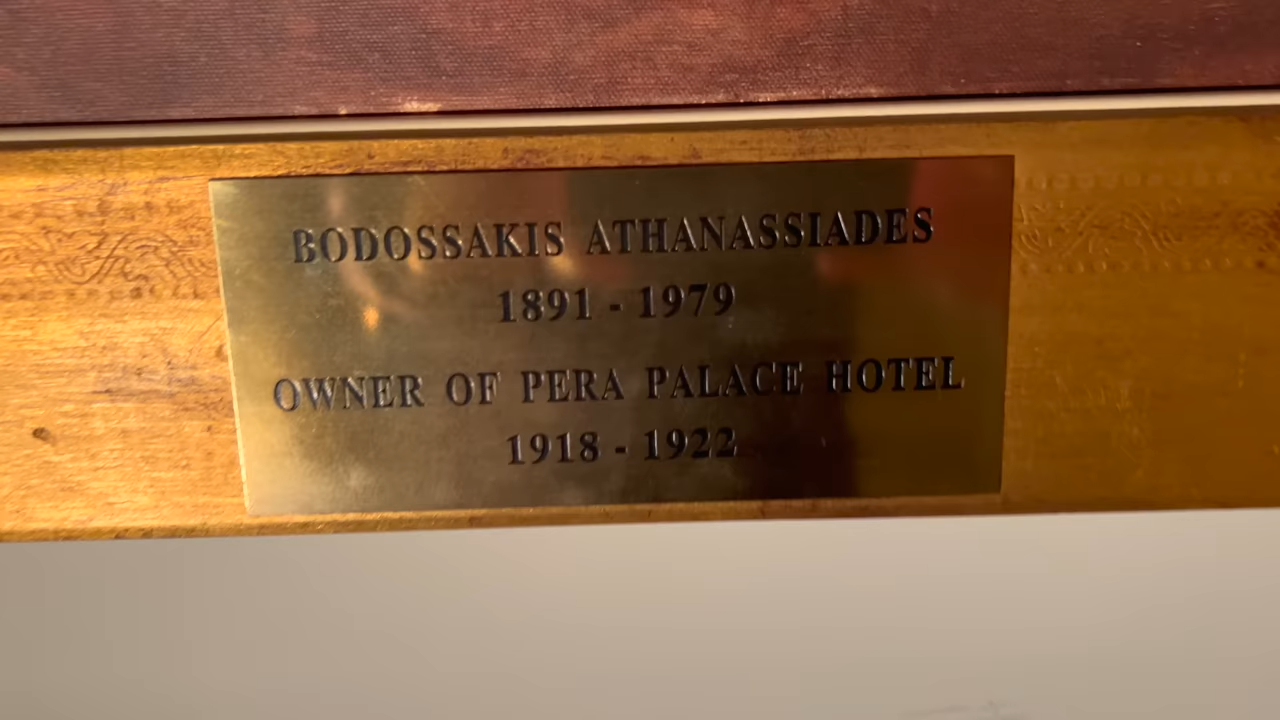 BODOSSAKIS ATHANASSIADES
1891 - 1979
OWNER OF PERA PALACE HOTEL
1918 - 1922